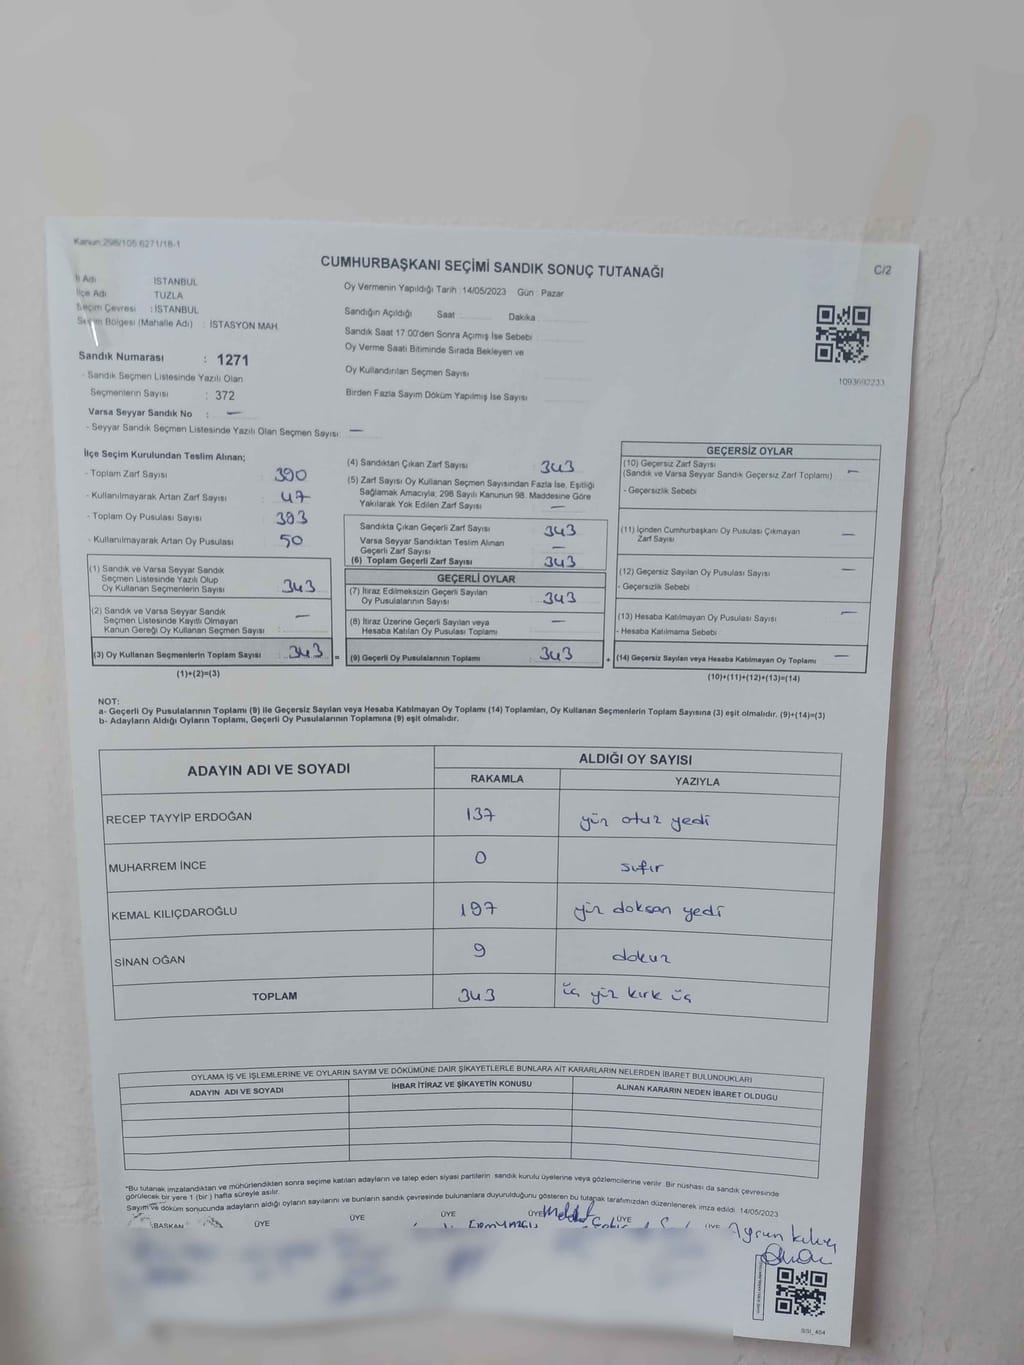 Kanun:298/105 6271/18-1
CUMHURBAŞKANI SEÇİMİ SANDIK SONUÇ TUTANAĞI
C/2
İl Adı İSTANBUL
İlçe Adı TUZLA
Seçim Çevresi : İSTANBUL
Seçim Bölgesi (Mahalle Adı) : İSTASYON MAH.
Oy Vermenin Yapıldığı Tarih : 14/05/2023 Gün : Pazar
Sandığın Açıldığı Saat Dakika
Sandık Saat 17:00'den Sonra Açımış İse Sebebi
Oy Verme Saati Bitiminde Sırada Bekleyen ve
Oy Kullandırılan Seçmen Sayısı
Birden Fazla Sayım Döküm Yapılmış İse Sayısı
1093692233
Sandık Numarası : 1271
- Sandık Seçmen Listesinde Yazılı Olan
Seçmenlerin Sayısı : 372
Varsa Seyyar Sandık No : —
- Seyyar Sandık Seçmen Listesinde Yazılı Olan Seçmen Sayısı : —
İlçe Seçim Kurulundan Teslim Alınan;
- Toplam Zarf Sayısı : 390
- Kullanılmayarak Artan Zarf Sayısı : 47
- Toplam Oy Pusulası Sayısı : 393
- Kullanılmayarak Artan Oy Pusulası : 50
(1) Sandık ve Varsa Seyyar Sandık
Seçmen Listesinde Yazılı Olup
Oy Kullanan Seçmenlerin Sayısı : 343
(2) Sandık ve Varsa Seyyar Sandık
Seçmen Listesinde Kayıtlı Olmayan
Kanun Gereği Oy Kullanan Seçmen Sayısı : —
(3) Oy Kullanan Seçmenlerin Toplam Sayısı : 343
(1)+(2)=(3)
(4) Sandıktan Çıkan Zarf Sayısı 343
(5) Zarf Sayısı Oy Kullanan Seçmen Sayısından Fazla İse, Eşitliği
Sağlamak Amacıyla; 298 Sayılı Kanunun 98. Maddesine Göre
Yakılarak Yok Edilen Zarf Sayısı —
Sandıkta Çıkan Geçerli Zarf Sayısı 343
Varsa Seyyar Sandıktan Teslim Alınan
Geçerli Zarf Sayısı —
(6) Toplam Geçerli Zarf Sayısı 343
GEÇERLİ OYLAR
(7) İtiraz Edilmeksizin Geçerli Sayılan
Oy Pusulalarının Sayısı 343
(8) İtiraz Üzerine Geçerli Sayılan veya
Hesaba Katılan Oy Pusulası Toplamı —
= (9) Geçerli Oy Pusulalarının Toplamı 343 +
GEÇERSİZ OYLAR
(10) Geçersiz Zarf Sayısı —
(Sandık ve Varsa Seyyar Sandık Geçersiz Zarf Toplamı)
- Geçersizlik Sebebi
(11) İçinden Cumhurbaşkanı Oy Pusulası Çıkmayan
Zarf Sayısı —
(12) Geçersiz Sayılan Oy Pusulası Sayısı —
- Geçersizlik Sebebi
(13) Hesaba Katılmayan Oy Pusulası Sayısı —
- Hesaba Katılmama Sebebi
(14) Geçersiz Sayılan veya Hesaba Katılmayan Oy Toplamı —
(10)+(11)+(12)+(13)=(14)
NOT:
a- Geçerli Oy Pusulalarının Toplamı (9) ile Geçersiz Sayılan veya Hesaba Katılmayan Oy Toplamı (14) Toplamları, Oy Kullanan Seçmenlerin Toplam Sayısına (3) eşit olmalıdır. (9)+(14)=(3)
b- Adayların Aldığı Oyların Toplamı, Geçerli Oy Pusulalarının Toplamına (9) eşit olmalıdır.
ADAYIN ADI VE SOYADI
ALDIĞI OY SAYISI
RAKAMLA YAZIYLA
RECEP TAYYİP ERDOĞAN 137 yüz otuz yedi
MUHARREM İNCE 0 sıfır
KEMAL KILIÇDAROĞLU 197 yüz doksan yedi
SİNAN OĞAN 9 dokuz
TOPLAM 343 üç yüz kırk üç
OYLAMA İŞ VE İŞLEMLERİNE VE OYLARIN SAYIM VE DÖKÜMÜNE DAİR ŞİKAYETLERLE BUNLARA AİT KARARLARIN NELERDEN İBARET BULUNDUKLARI
ADAYIN ADI VE SOYADI İHBAR İTİRAZ VE ŞİKAYETİN KONUSU ALINAN KARARIN NEDEN İBARET OLDUĞU
*Bu tutanak imzalandıktan ve mühürlendikten sonra seçime katılan adayların ve talep eden siyasi partilerin sandık kurulu üyelerine veya gözlemcilerine verilir. Bir nüshası da sandık çevresinde
görülecek bir yere 1 (bir) hafta süreyle asılır.
Sayım ve döküm sonucunda adayların aldığı oyların sayılarını ve bunların sandık çevresinde bulunanlara duyurulduğunu gösteren bu tutanak tarafımızdan düzenlenerek imza edildi. 14/05/2023
BAŞKAN ÜYE ÜYE ÜYE ÜYE ÜYE ÜYE